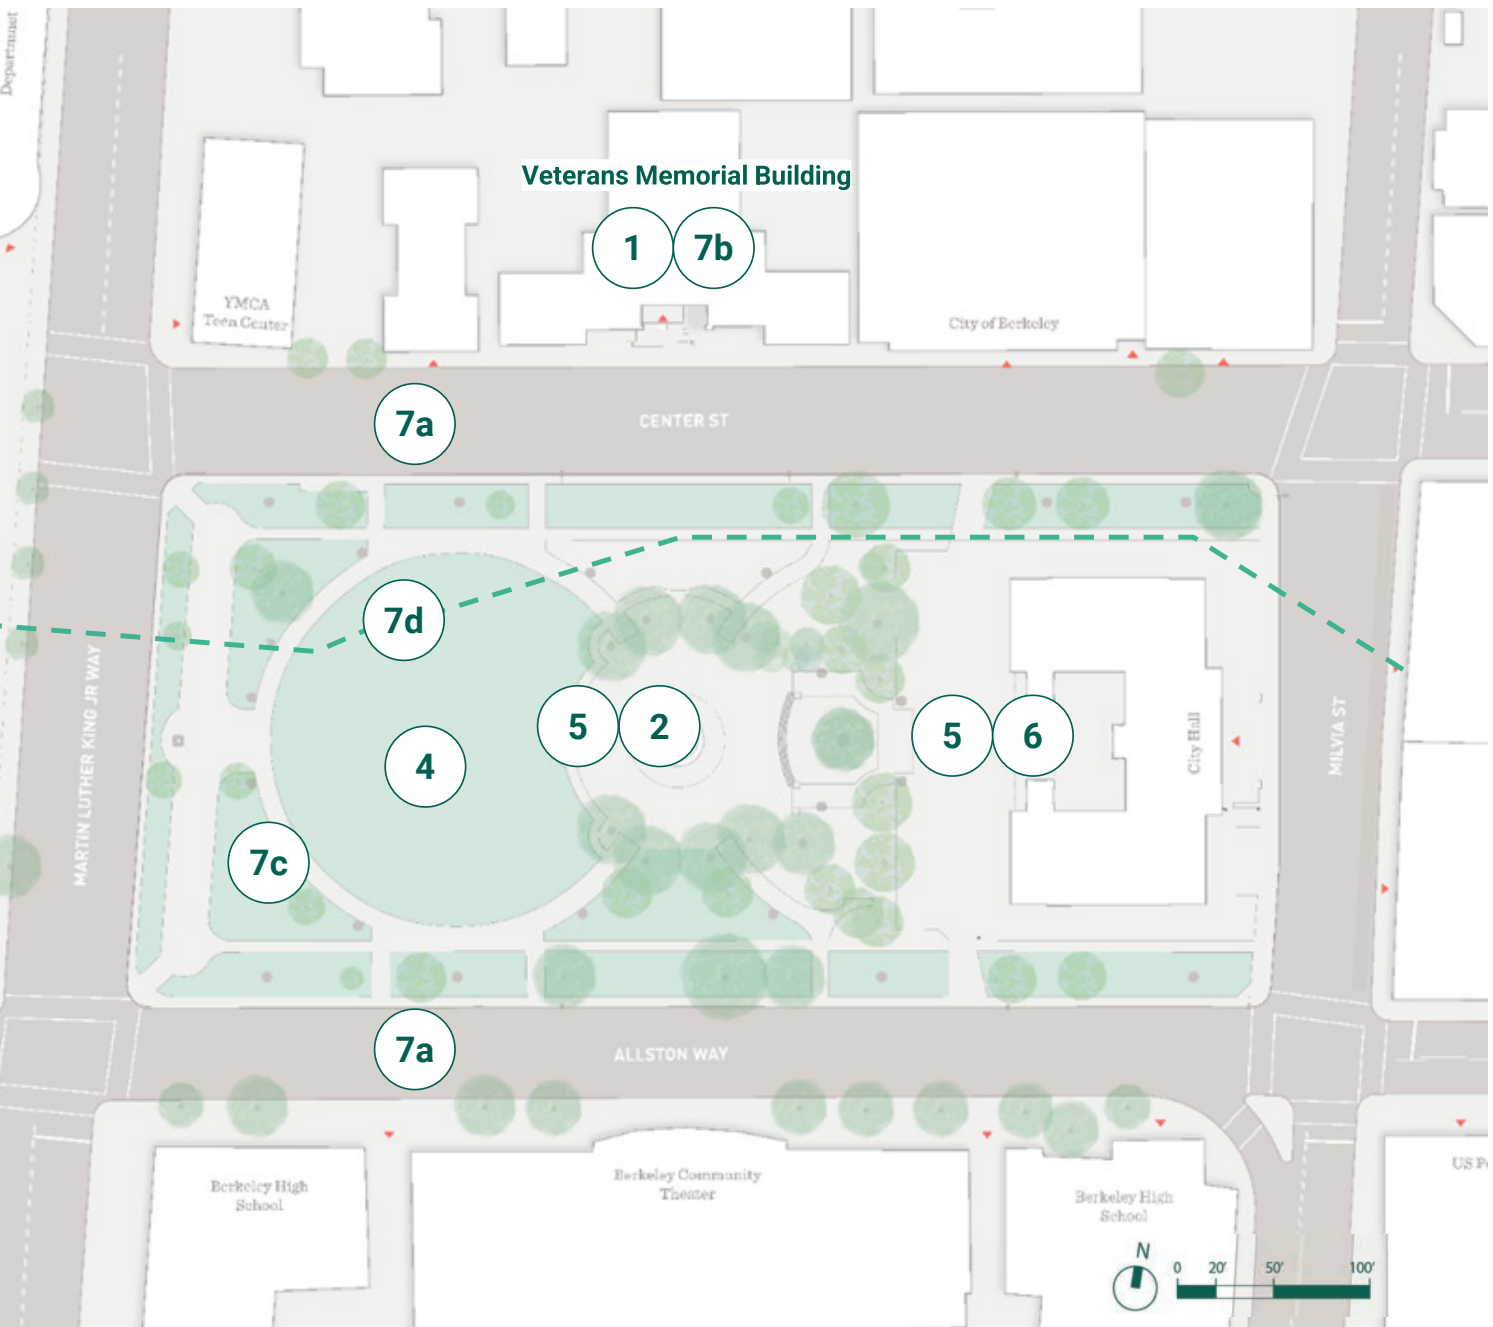 Departmnet
Veterans Memorial Building
1
7b
YMCA
Teen Center
City of Berkeley
7a
CENTER ST
7d
5
2
5
6
4
City Hall
MILVIA ST
MARTIN LUTHER KING JR WAY
7c
7a
ALLSTON WAY
Berkeley High
School
Berkeley Community
Theater
Berkeley High
School
US P
N
0
20'
50'
100'